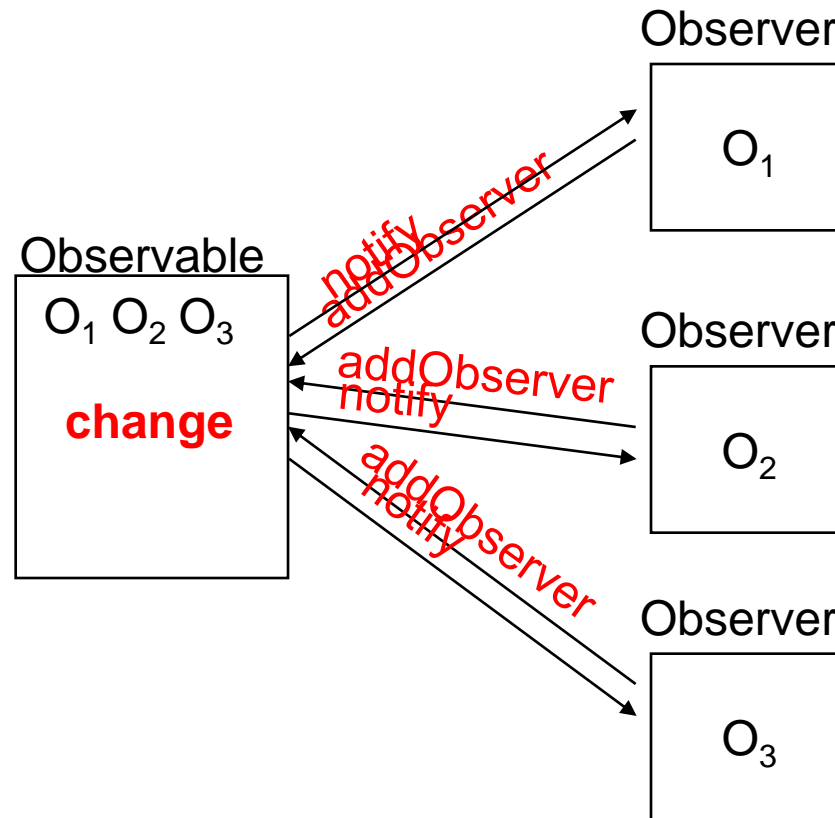 Observer
O₁
notify
addObserver
Observable
O₁ O₂ O₃
change
Observer
addObserver
notify
O₂
addObserver
notify
Observer
O₃